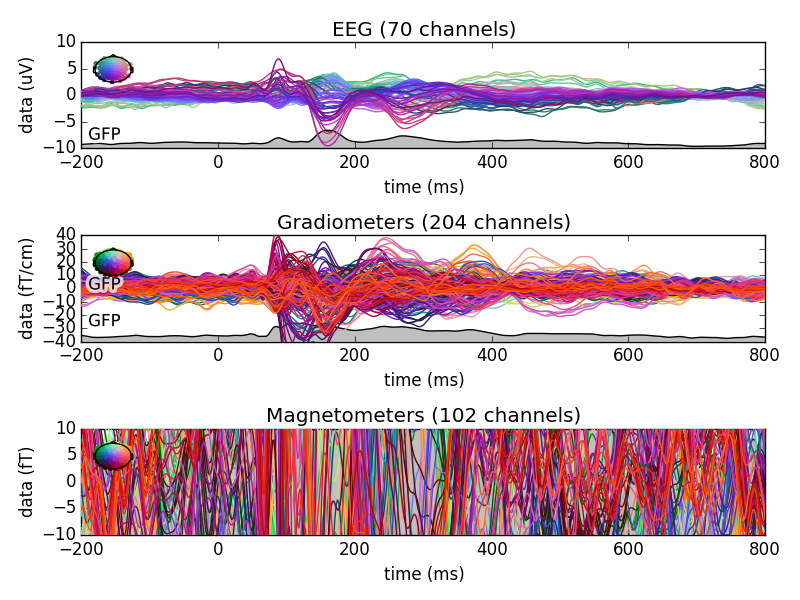 EEG (70 channels)
data (uV)
10
5
0
−5
−10
GFP
−200 0 200 400 600 800
time (ms)
Gradiometers (204 channels)
data (fT/cm)
40
30
20
10
0
−10
−20
−30
−40
GFP
GFP
−200 0 200 400 600 800
time (ms)
Magnetometers (102 channels)
data (fT)
10
5
0
−5
−10
−200 0 200 400 600 800
time (ms)